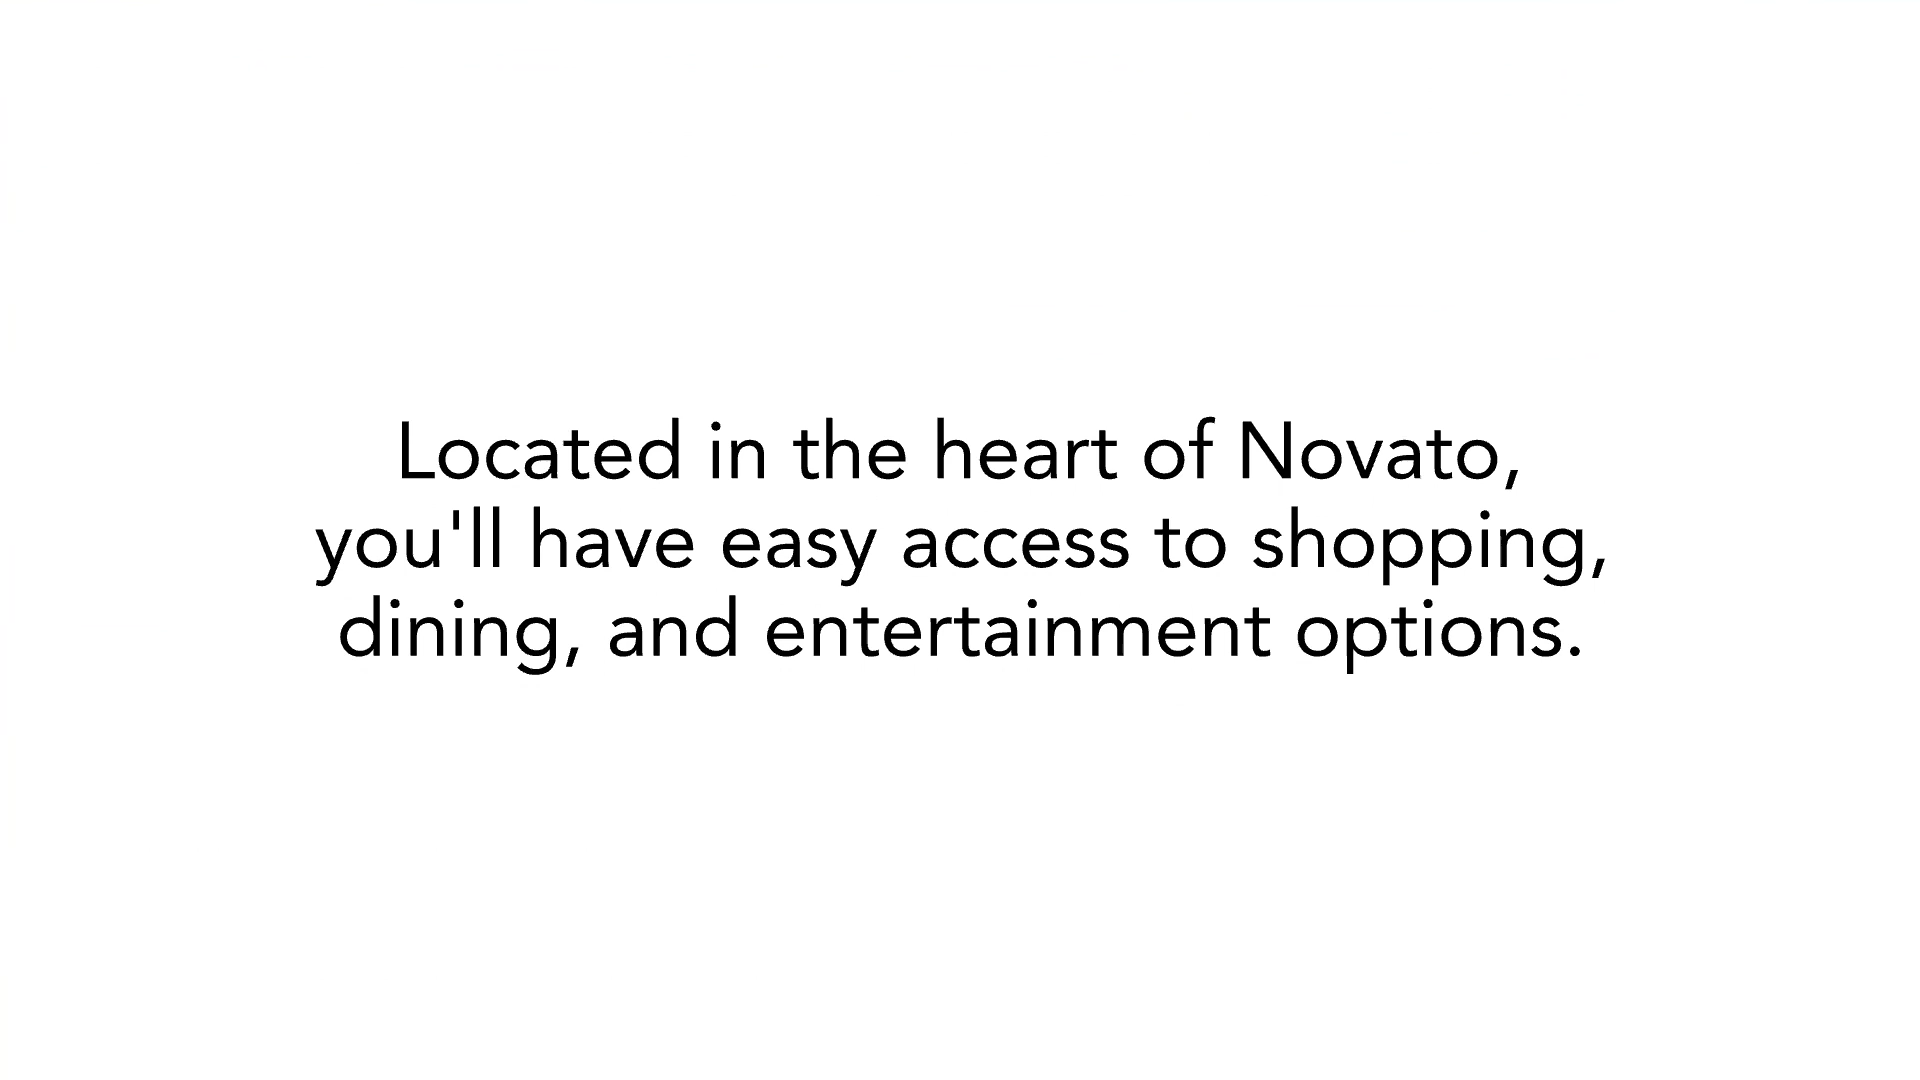 Located in the heart of Novato,
you'll have easy access to shopping,
dining, and entertainment options.